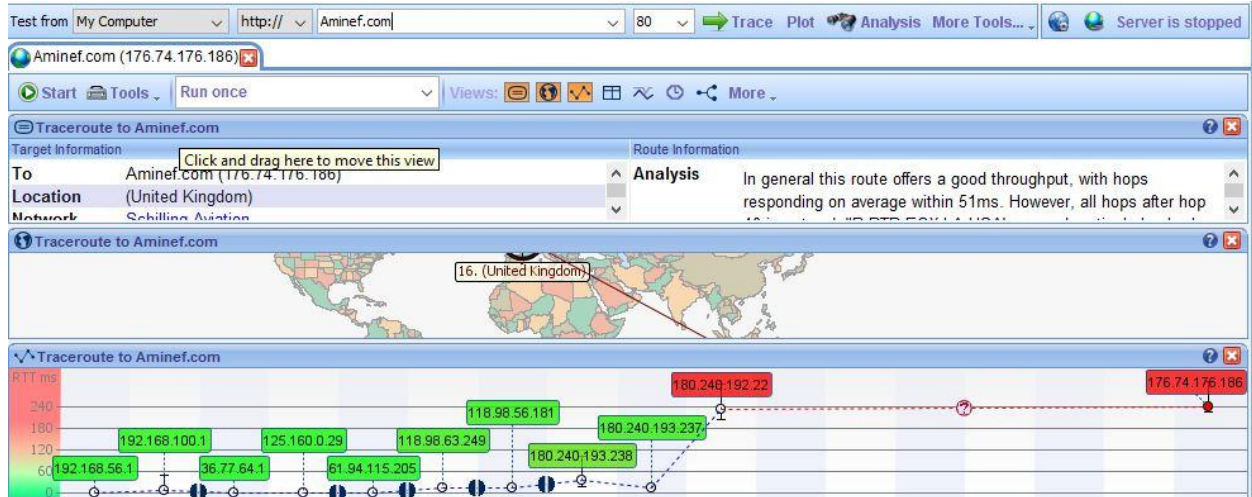 Test from My Computer http:// Aminef.com 80 Trace Plot Analysis More Tools... Server is stopped
Aminef.com (176.74.176.186)
Start Tools Run once Views: More
Traceroute to Aminef.com
Target Information Route Information
Click and drag here to move this view
To Aminef.com (176.74.176.186) Analysis In general this route offers a good throughput, with hops
Location (United Kingdom) responding on average within 51ms. However, all hops after hop
Network Schilling Aviation
Traceroute to Aminef.com
16. (United Kingdom)
Traceroute to Aminef.com
RTT ms
180.240.192.22 176.74.176.186
240
118.98.56.181
180 180.240.193.237
192.168.100.1 125.160.0.29 118.98.63.249
120
180.240.193.238
60 192.168.56.1 36.77.64.1 61.94.115.205
0
?